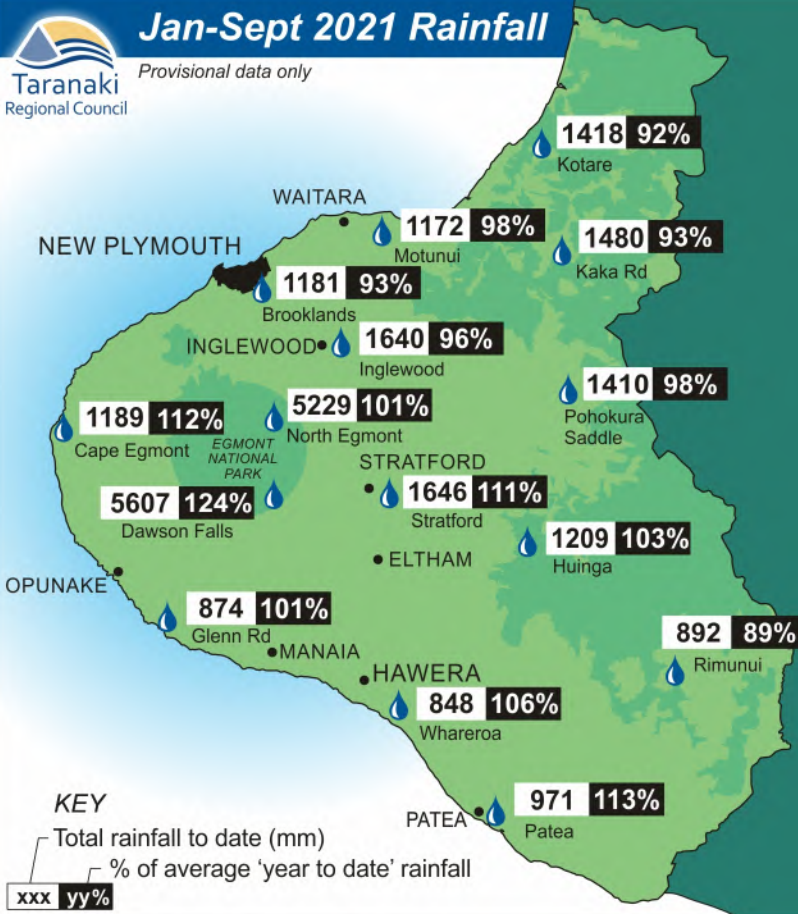 Jan-Sept 2021 Rainfall
Provisional data only
Taranaki
Regional Council
1418 92%
Kotare
WAITARA
1172 98%
Motunui
1480 93%
Kaka Rd
NEW PLYMOUTH
1181 93%
Brooklands
INGLEWOOD
1640 96%
Inglewood
1410 98%
Pohokura
Saddle
1189 112%
Cape Egmont
5229 101%
North Egmont
EGMONT
NATIONAL
PARK
STRATFORD
5607 124%
Dawson Falls
1646 111%
Stratford
1209 103%
Huinga
ELTHAM
OPUNAKE
874 101%
Glenn Rd
MANAIA
892 89%
Rimunui
HAWERA
848 106%
Whareroa
971 113%
Patea
PATEA
KEY
Total rainfall to date (mm)
% of average 'year to date' rainfall
xxx yy%